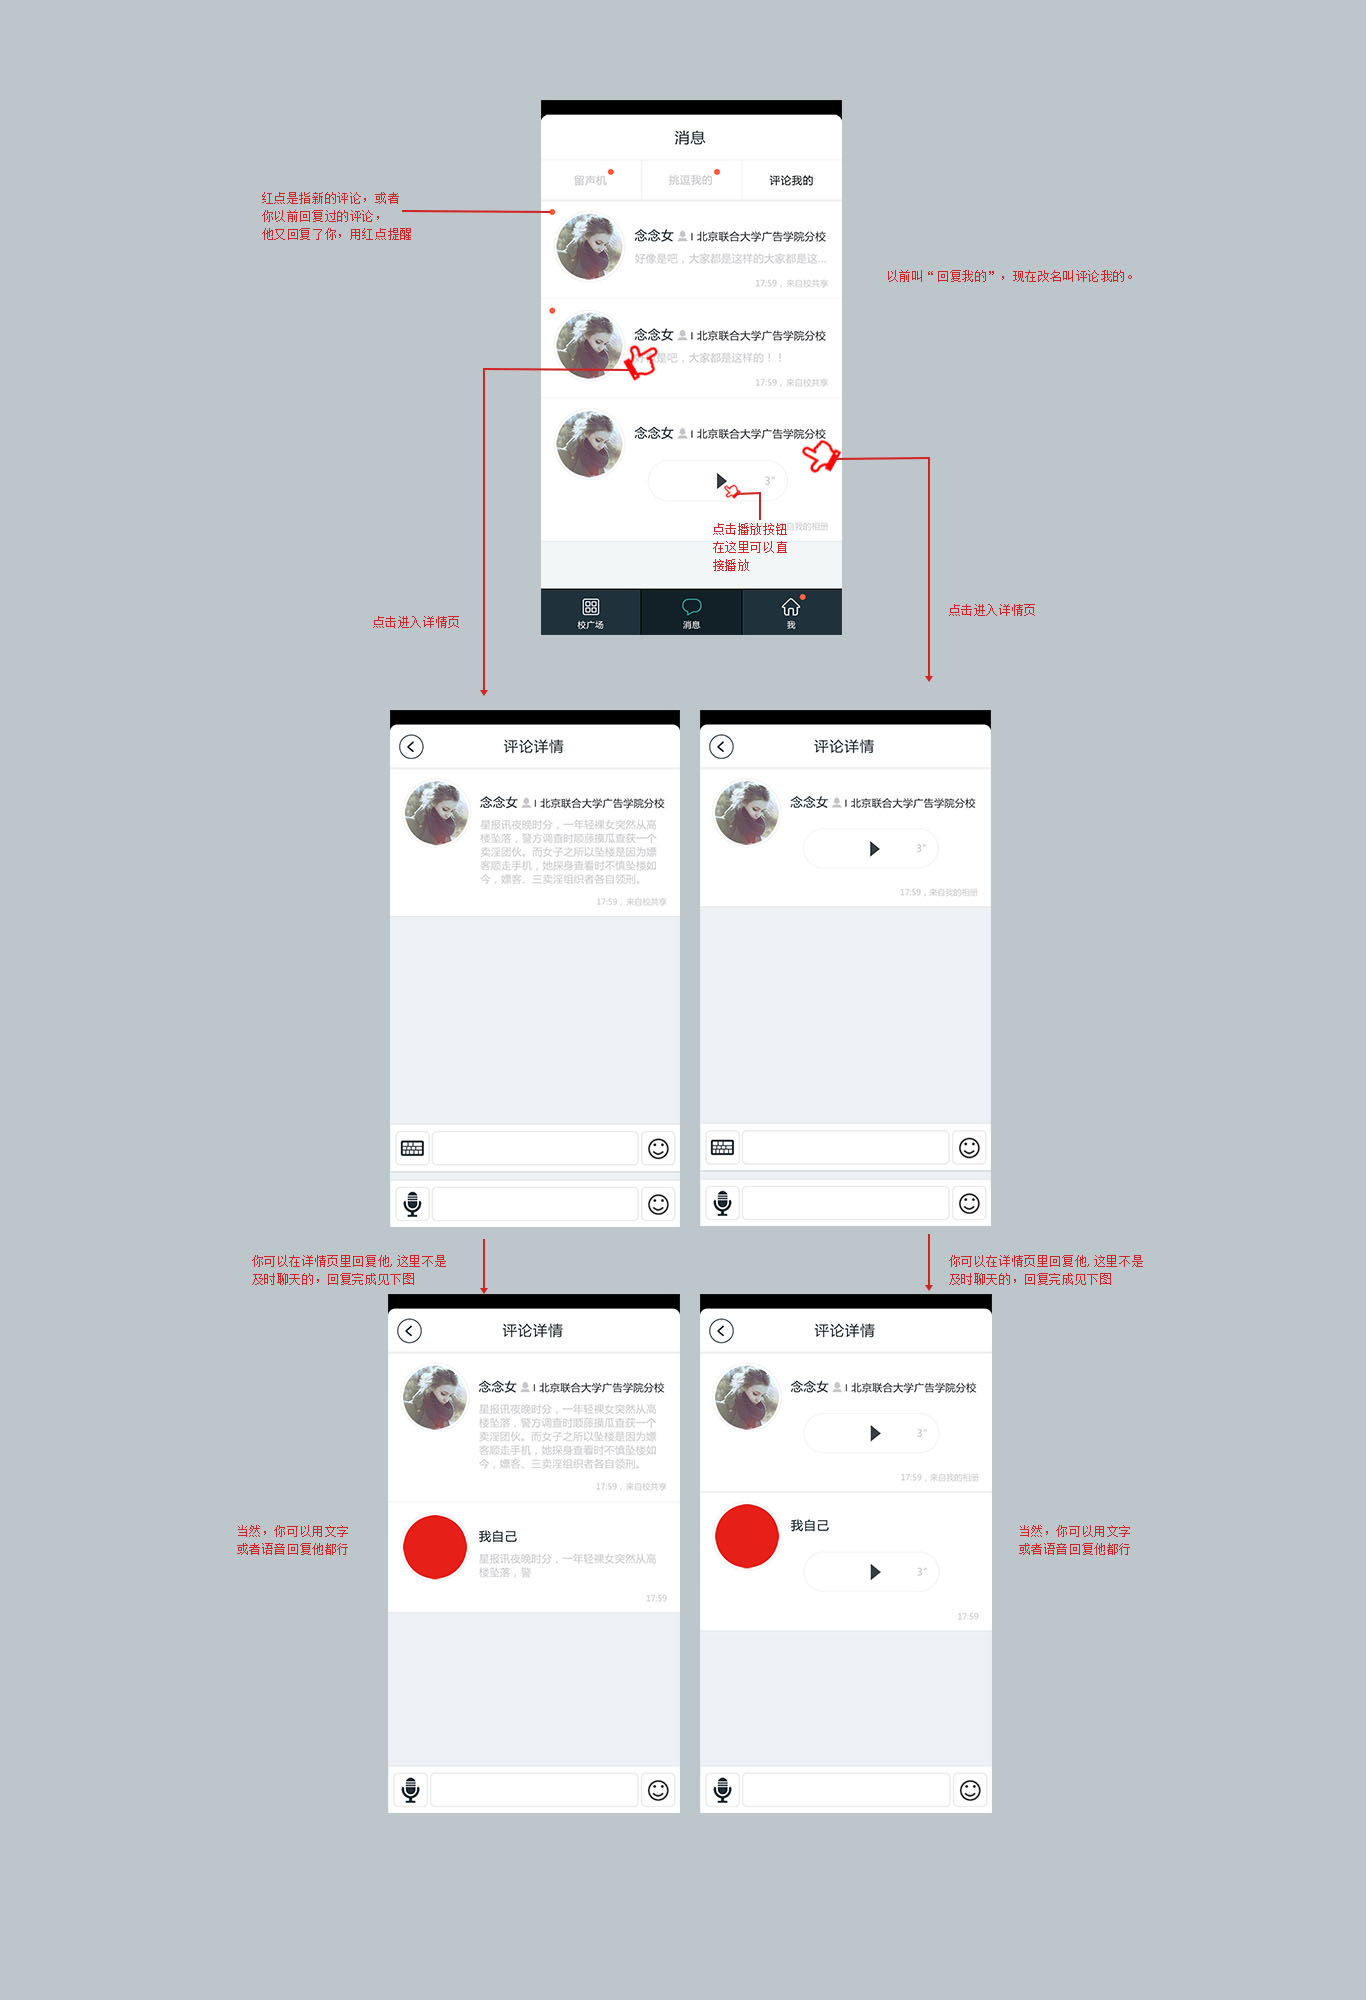 消息
留声机
挑逗我的
评论我的
红点是指新的评论，或者
你以前回复过的评论，
他又回复了你，用红点提醒
念念女 | 北京联合大学广告学院分校
好像是吧，大家都是这样的大家都是这...
17:59，来自校共享
以前叫“回复我的”，现在改名叫评论我的。
念念女 | 北京联合大学广告学院分校
是吧，大家都是这样的！！
17:59，来自校共享
念念女 | 北京联合大学广告学院分校
3"
自我的相册
点击播放按钮
在这里可以直
接播放
校广场
消息
我
点击进入详情页
点击进入详情页
评论详情
念念女 | 北京联合大学广告学院分校
星报讯夜晚时分，一年轻裸女突然从高
楼坠落，警方调查时顺藤摸瓜查获一个
卖淫团伙。而女子之所以坠楼是因为嫖
客顺走手机，她探身查看时不慎坠楼如
今，嫖客、三卖淫组织者各自领刑。
17:59，来自校共享
评论详情
念念女 | 北京联合大学广告学院分校
3"
17:59，来自我的相册
你可以在详情页里回复他,这里不是
及时聊天的，回复完成见下图
你可以在详情页里回复他,这里不是
及时聊天的，回复完成见下图
评论详情
念念女 | 北京联合大学广告学院分校
星报讯夜晚时分，一年轻裸女突然从高
楼坠落，警方调查时顺藤摸瓜查获一个
卖淫团伙。而女子之所以坠楼是因为嫖
客顺走手机，她探身查看时不慎坠楼如
今，嫖客、三卖淫组织者各自领刑。
17:59，来自校共享
我自己
星报讯夜晚时分，一年轻裸女突然从高
楼坠落，警
17:59
当然，你可以用文字
或者语音回复他都行
评论详情
念念女 | 北京联合大学广告学院分校
3"
17:59，来自我的相册
我自己
3"
17:59
当然，你可以用文字
或者语音回复他都行